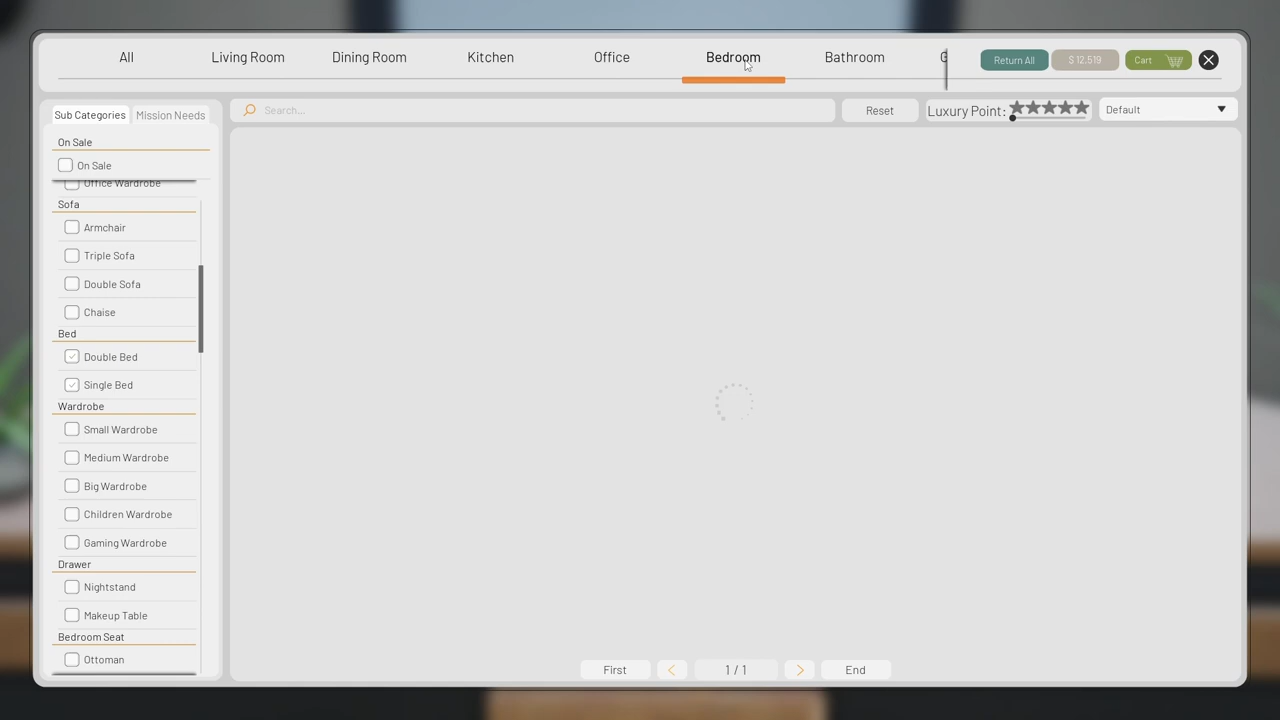 All Living Room Dining Room Kitchen Office Bedroom Bathroom
Return All $ 12,519 Cart
Sub Categories Mission Needs
Search... Reset Luxury Point: Default
On Sale
On Sale
Office Wardrobe
Sofa
Armchair
Triple Sofa
Double Sofa
Chaise
Bed
Double Bed
Single Bed
Wardrobe
Small Wardrobe
Medium Wardrobe
Big Wardrobe
Children Wardrobe
Gaming Wardrobe
Drawer
Nightstand
Makeup Table
Bedroom Seat
Ottoman
First 1 / 1 End